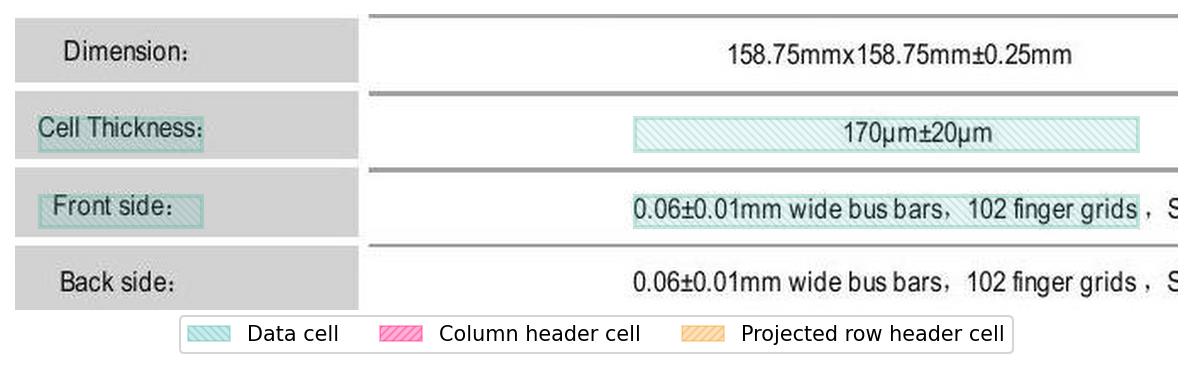 Dimension: 158.75mmx158.75mm±0.25mm
Cell Thickness: 170µm±20µm
Front side: 0.06±0.01mm wide bus bars, 102 finger grids , S
Back side: 0.06±0.01mm wide bus bars, 102 finger grids , S
Data cell Column header cell Projected row header cell